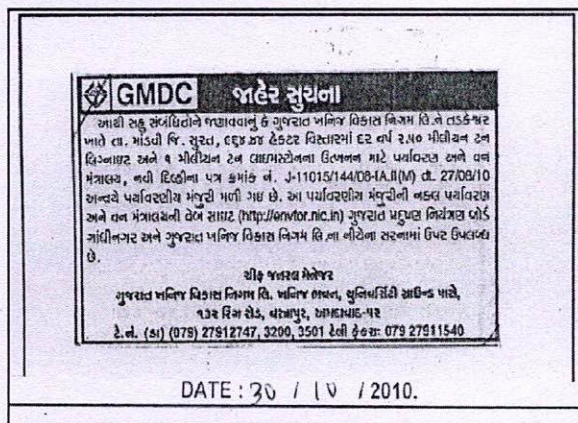 GMDC જાહેર સુચના
આથી સહુ સંબંધિતોને જણાવવાનું કે ગુજરાત ખનિજ વિકાસ નિગમ લિ.ને તડકેશ્વર
ખાતે તા. માંડવી જિ. સુરત, ૯૬૪.૭૪ હેક્ટર વિસ્તારમાં દર વર્ષ ૨.૫૦ મીલીયન ટન
લિગ્નાઇટ અને ૧ મીલીયન ટન લાઇમસ્ટોનના ઉત્ખનન માટે પર્યાવરણ અને વન
મંત્રાલય, નવી દિલ્હીના પત્ર ક્રમાંક નં. J-11015/144/08-IA.II(M) dt. 27/08/10
અન્વયે પર્યાવરણીય મંજુરી મળી ગઇ છે. આ પર્યાવરણીય મંજુરીની નકલ પર્યાવરણ
અને વન મંત્રાલયની વેબ સાઇટ (http://envfor.nic.in) ગુજરાત પ્રદુષણ નિયંત્રણ બોર્ડ
ગાંધીનગર અને ગુજરાત ખનિજ વિકાસ નિગમ લિ.ના નીચેના સરનામાં ઉપર ઉપલબ્ધ
છે.
ચીફ જનરલ મેનેજર
ગુજરાત ખનિજ વિકાસ નિગમ લિ. ખનિજ ભવન, યુનિવર્સિટી ગ્રાઉન્ડ પાસે,
૧૩૨ રિંગ રોડ, વસ્ત્રાપુર, અમદાવાદ-૫૨
ટે.નં. (ઓ) (079) 27912747, 3200, 3501 ટેલી ફેક્સ: 079 27911540
DATE : 30 / 10 / 2010.